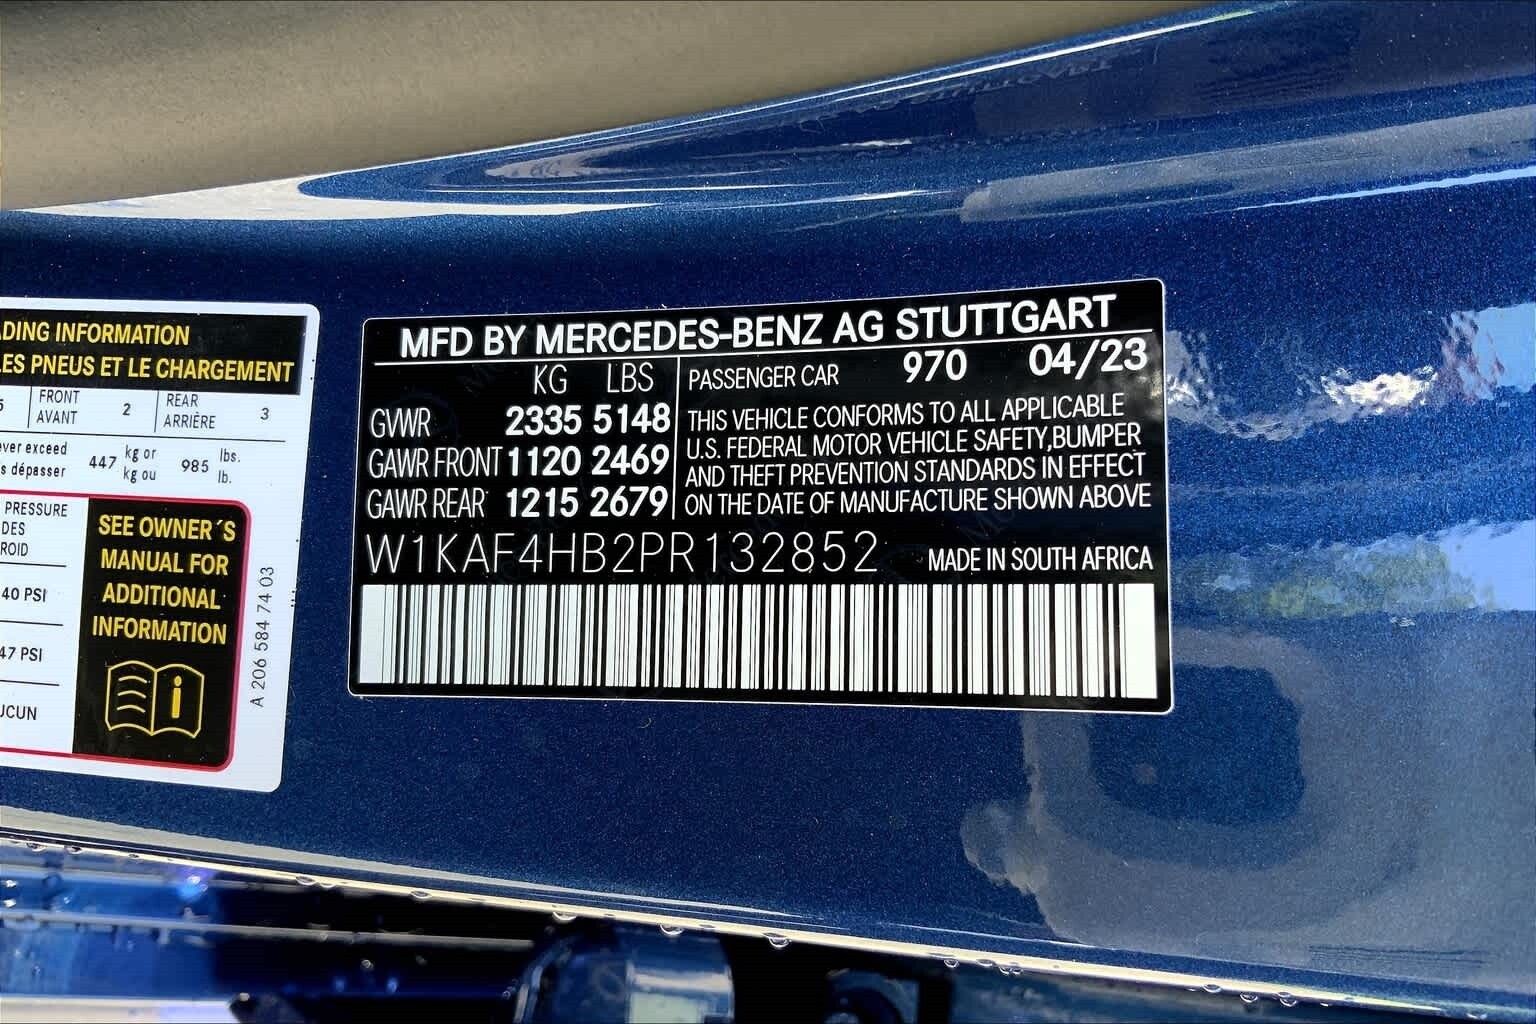 ADING INFORMATION
LES PNEUS ET LE CHARGEMENT
5 FRONT AVANT 2 REAR ARRIÈRE 3
ever exceed
s dépasser 447 kg or kg ou 985 lbs. lb.
PRESSURE
DES
ROID
40 PSI
47 PSI
UCUN
SEE OWNER´S
MANUAL FOR
ADDITIONAL
INFORMATION
i
A 206 584 74 03
MFD BY MERCEDES-BENZ AG STUTTGART
KG LBS
GVWR 2335 5148
GAWR FRONT 1120 2469
GAWR REAR 1215 2679
PASSENGER CAR 970 04/23
THIS VEHICLE CONFORMS TO ALL APPLICABLE
U.S. FEDERAL MOTOR VEHICLE SAFETY,BUMPER
AND THEFT PREVENTION STANDARDS IN EFFECT
ON THE DATE OF MANUFACTURE SHOWN ABOVE
W1KAF4HB2PR132852 MADE IN SOUTH AFRICA